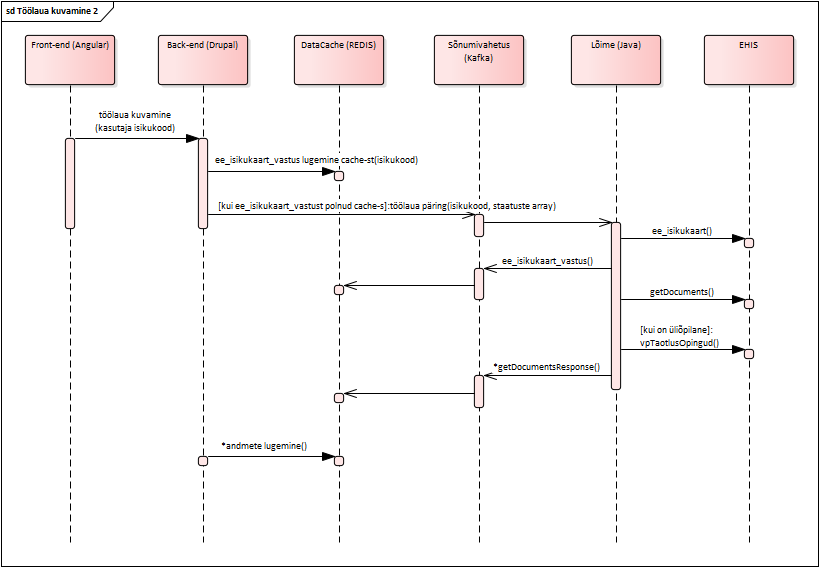 sd Töölaua kuvamine 2
Front-end (Angular)
Back-end (Drupal)
DataCache (REDIS)
Sõnumivahetus
(Kafka)
Lõime (Java)
EHIS
töölaua kuvamine
(kasutaja isikukood)
ee_isikukaart_vastus lugemine cache-st(isikukood)
[kui ee_isikukaart_vastust polnud cache-s]:töölaua päring(isikukood, staatuste array)
ee_isikukaart()
ee_isikukaart_vastus()
getDocuments()
[kui on üliõpilane]:
vpTaotlusOpingud()
*getDocumentsResponse()
*andmete lugemine()